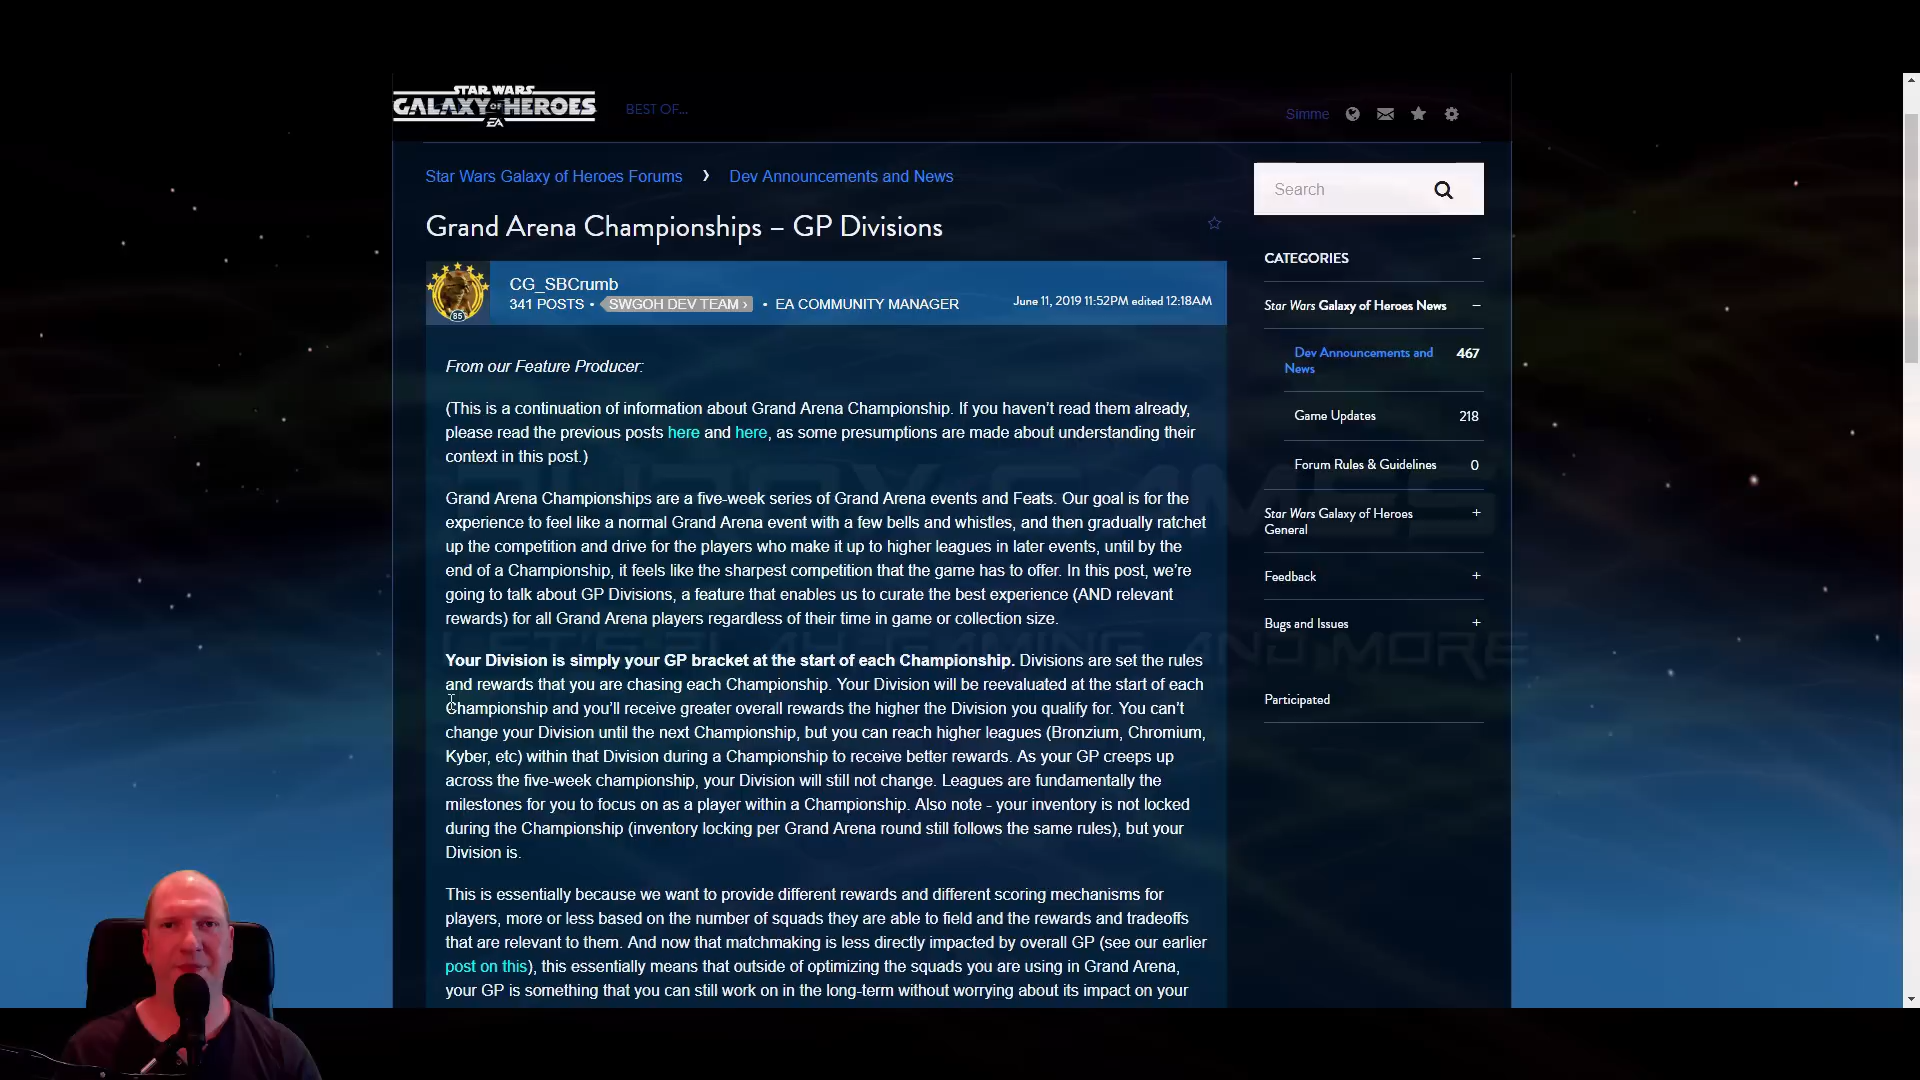 STAR WARS
GALAXY OF HEROES
EA
BEST OF...
Simme
Star Wars Galaxy of Heroes Forums › Dev Announcements and News
Search
Grand Arena Championships – GP Divisions
CG_SBCrumb
341 POSTS • SWGOH DEV TEAM › • EA COMMUNITY MANAGER
June 11, 2019 11:52PM edited 12:18AM
85
From our Feature Producer:
(This is a continuation of information about Grand Arena Championship. If you haven’t read them already,
please read the previous posts here and here, as some presumptions are made about understanding their
context in this post.)
Grand Arena Championships are a five-week series of Grand Arena events and Feats. Our goal is for the
experience to feel like a normal Grand Arena event with a few bells and whistles, and then gradually ratchet
up the competition and drive for the players who make it up to higher leagues in later events, until by the
end of a Championship, it feels like the sharpest competition that the game has to offer. In this post, we’re
going to talk about GP Divisions, a feature that enables us to curate the best experience (AND relevant
rewards) for all Grand Arena players regardless of their time in game or collection size.
Your Division is simply your GP bracket at the start of each Championship. Divisions are set the rules
and rewards that you are chasing each Championship. Your Division will be reevaluated at the start of each
Championship and you’ll receive greater overall rewards the higher the Division you qualify for. You can’t
change your Division until the next Championship, but you can reach higher leagues (Bronzium, Chromium,
Kyber, etc) within that Division during a Championship to receive better rewards. As your GP creeps up
across the five-week championship, your Division will still not change. Leagues are fundamentally the
milestones for you to focus on as a player within a Championship. Also note - your inventory is not locked
during the Championship (inventory locking per Grand Arena round still follows the same rules), but your
Division is.
This is essentially because we want to provide different rewards and different scoring mechanisms for
players, more or less based on the number of squads they are able to field and the rewards and tradeoffs
that are relevant to them. And now that matchmaking is less directly impacted by overall GP (see our earlier
post on this), this essentially means that outside of optimizing the squads you are using in Grand Arena,
your GP is something that you can still work on in the long-term without worrying about its impact on your
CATEGORIES –
Star Wars Galaxy of Heroes News –
Dev Announcements and 467
News
Game Updates 218
Forum Rules & Guidelines 0
Star Wars Galaxy of Heroes +
General
Feedback +
Bugs and Issues +
Participated
GAMES
LET'S PLAY, GAMING AND MORE